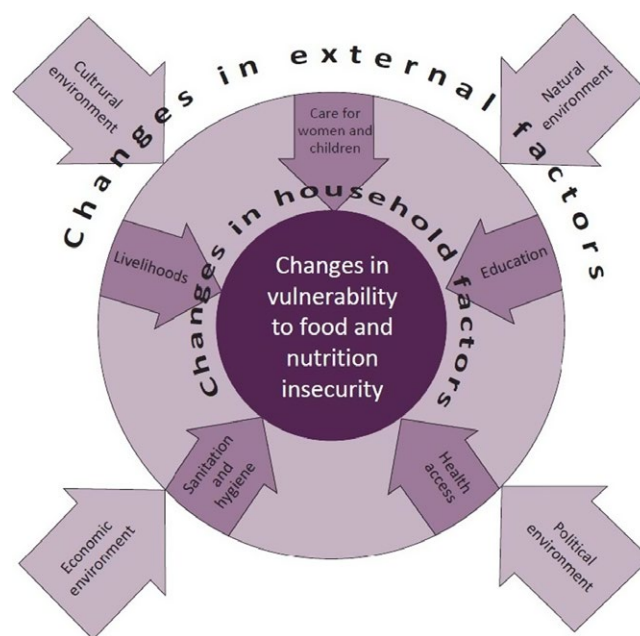 Changes in external factors
Cultrural
environment
Natural
environment
Care for
women and
children
Changes in household factors
Livelihoods
Education
Changes in
vulnerability
to food and
nutrition
insecurity
Sanitation
and
hygiene
Health
access
Economic
environment
Political
environment